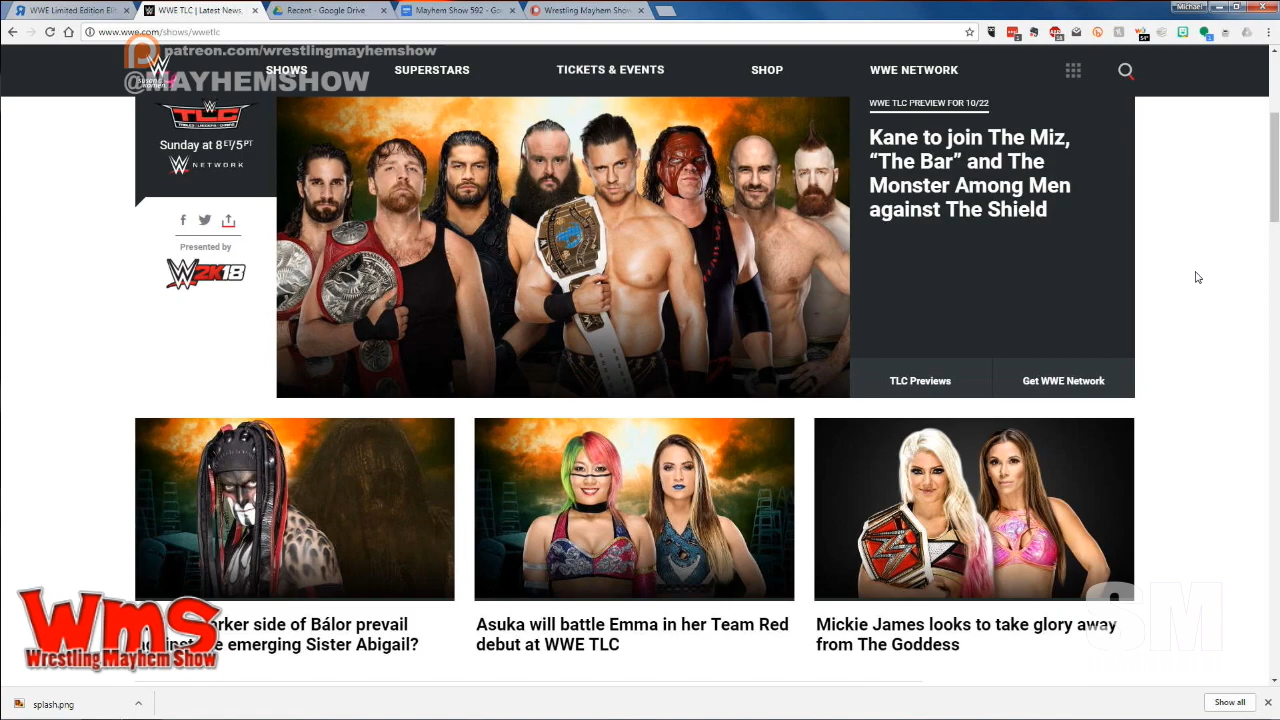 WWE Limited Edition El
WWE TLC | Latest News,
Recent - Google Drive
Mayhem Show 592 - Go
Wrestling Mayhem Show
Michael
www.wwe.com/shows/wwetlc
patreon.com/wrestlingmayhemshow
@MAYHEMSHOW
SHOWS
SUPERSTARS
TICKETS & EVENTS
SHOP
WWE NETWORK
TLC
Sunday at 8ET/5PT
NETWORK
Presented by
W2K18
WWE TLC PREVIEW FOR 10/22
Kane to join The Miz,
“The Bar” and The
Monster Among Men
against The Shield
TLC Previews
Get WWE Network
rker side of Bálor prevail
e emerging Sister Abigail?
Asuka will battle Emma in her Team Red
debut at WWE TLC
Mickie James looks to take glory away
from The Goddess
WMS
Wrestling Mayhem Show
SM
splash.png
Show all